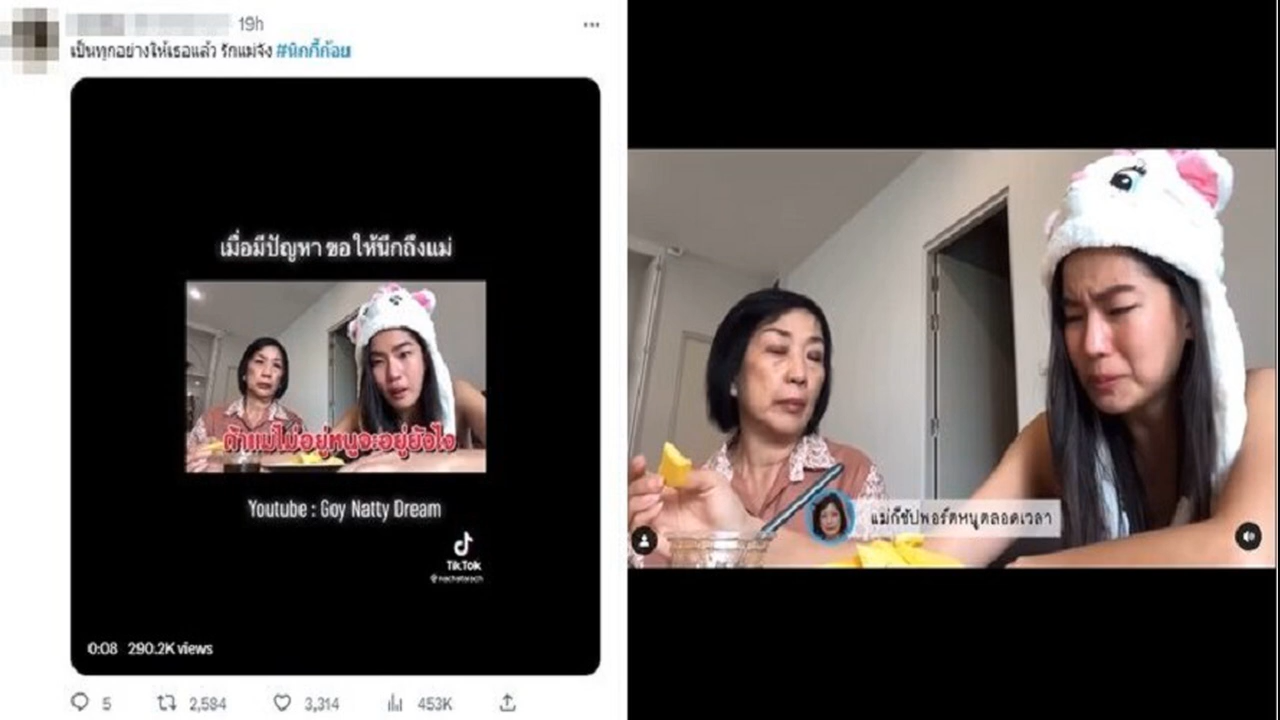 19h
เป็นทุกอย่างให้เธอแล้ว รักแม่จัง #นิกกี้ก้อย
เมื่อมีปัญหา ขอให้นึกถึงแม่
ถ้าแม่ไม่อยู่หนูจะอยู่ยังไง
Youtube : Goy Natty Dream
TikTok
0:08 290.2K views
5 2,584 3,314 453K
แม่ก็ซัปพอร์ตหนูตลอดเวลา